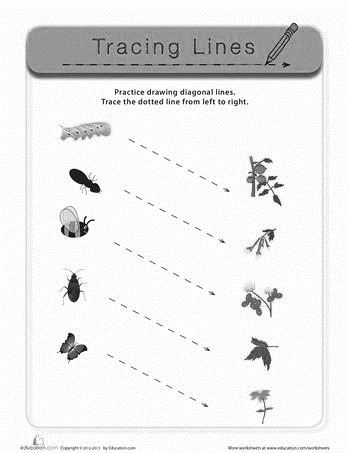 Tracing Lines
Practice drawing diagonal lines.
Trace the dotted line from left to right.
education.com Copyright © 2012-2013 by Education.com
More worksheets at www.education.com/worksheets